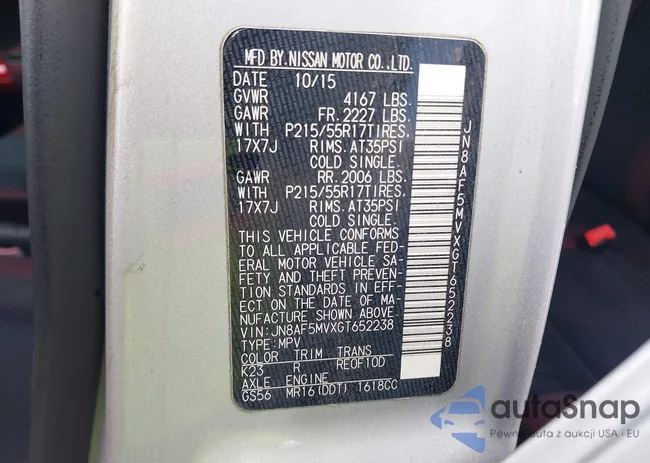 MFD BY. NISSAN MOTOR CO., LTD.
DATE 10/15
GVWR 4167 LBS.
GAWR FR. 2227 LBS.
WITH P215/55R17TIRES,
17X7J RIMS. AT35PSI
COLD SINGLE.
GAWR RR. 2006 LBS.
WITH P215/55R17TIRES,
17X7J RIMS. AT35PSI
COLD SINGLE.
THIS VEHICLE CONFORMS
TO ALL APPLICABLE FED-
ERAL MOTOR VEHICLE SA-
FETY AND THEFT PREVEN-
TION STANDARDS IN EFF-
ECT ON THE DATE OF MA-
NUFACTURE SHOWN ABOVE.
VIN: JN8AF5MVXGT652238
TYPE: MPV
COLOR TRIM TRANS
K23 R RE0F10D
AXLE ENGINE
GS56 MR16(DDT) 1618CC
JN8AF5MVXGT652238
autoSnap
Pewne auta z aukcji USA i EU